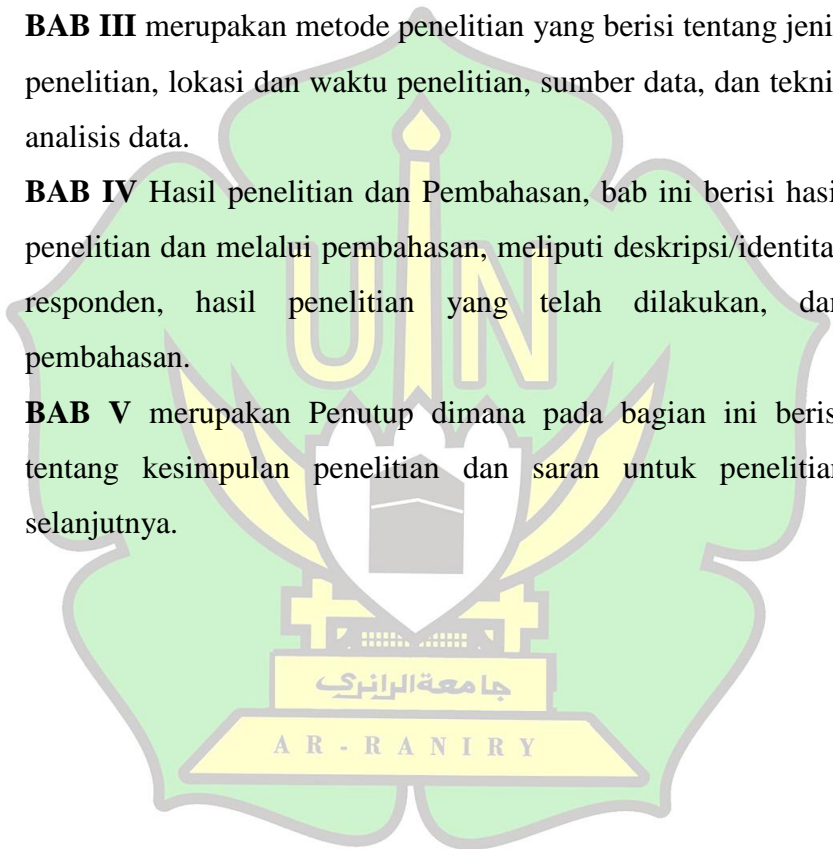 BAB III merupakan metode penelitian yang berisi tentang jeni
penelitian, lokasi dan waktu penelitian, sumber data, dan tekni
analisis data.
BAB IV Hasil penelitian dan Pembahasan, bab ini berisi hasi
penelitian dan melalui pembahasan, meliputi deskripsi/identita
responden, hasil penelitian yang telah dilakukan, dan
pembahasan.
BAB V merupakan Penutup dimana pada bagian ini beris
tentang kesimpulan penelitian dan saran untuk penelitian
selanjutnya.
UIN
جامعة الرانري
AR-RANIRY